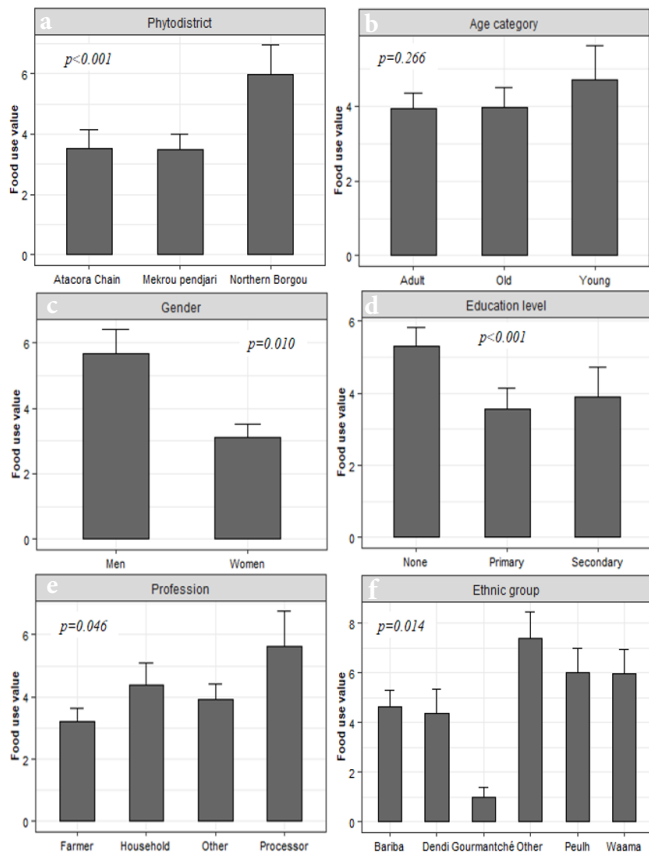 a Phytodistrict
p<0.001
Food use value
6
4
2
0
Atacora Chain Mekrou pendjari Northern Borgou
b Age category
p=0.266
Food use value
4
2
0
Adult Old Young
c Gender
p=0.010
Food use value
6
4
2
0
Men Women
d Education level
p<0.001
Food use value
6
4
2
0
None Primary Secondary
e Profession
p=0.046
Food use value
6
4
2
0
Farmer Household Other Processor
f Ethnic group
p=0.014
Food use value
8
6
4
2
0
Bariba Dendi Gourmantché Other Peulh Waama